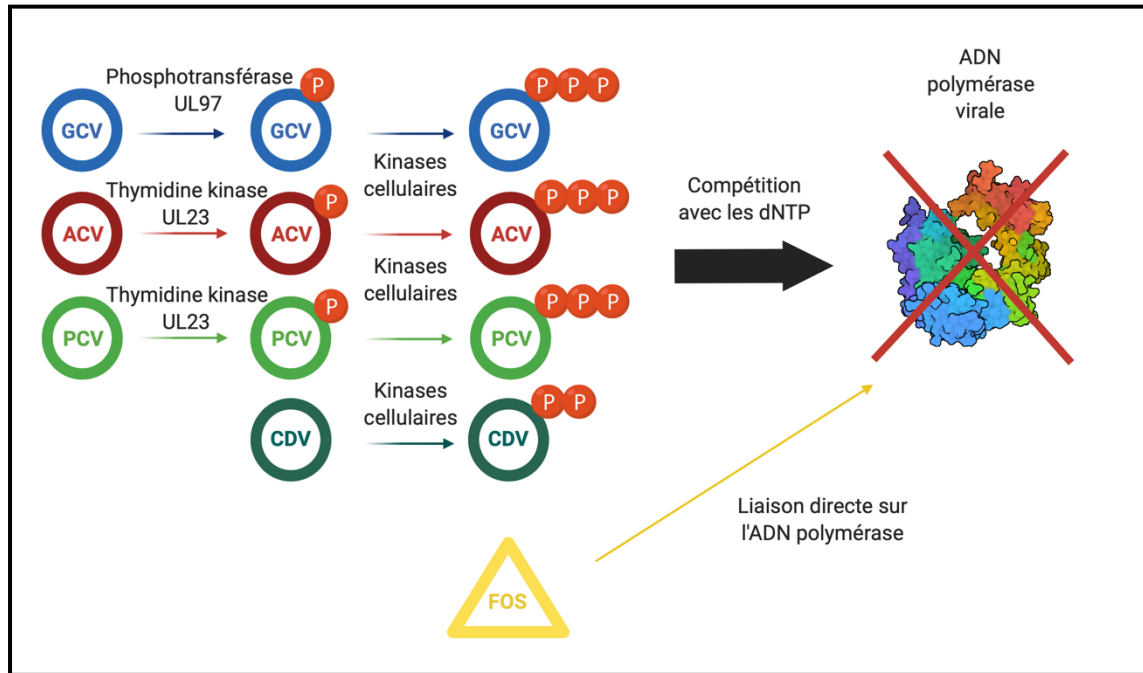 Phosphotransférase
UL97
GCV
P
GCV
P P P
GCV
Kinases
cellulaires
Thymidine kinase
UL23
ACV
P
ACV
P P P
ACV
Kinases
cellulaires
Thymidine kinase
UL23
PCV
P
PCV
P P P
PCV
Kinases
cellulaires
CDV
P P
CDV
FOS
Compétition
avec les dNTP
ADN
polymérase
virale
Liaison directe sur
l'ADN polymérase